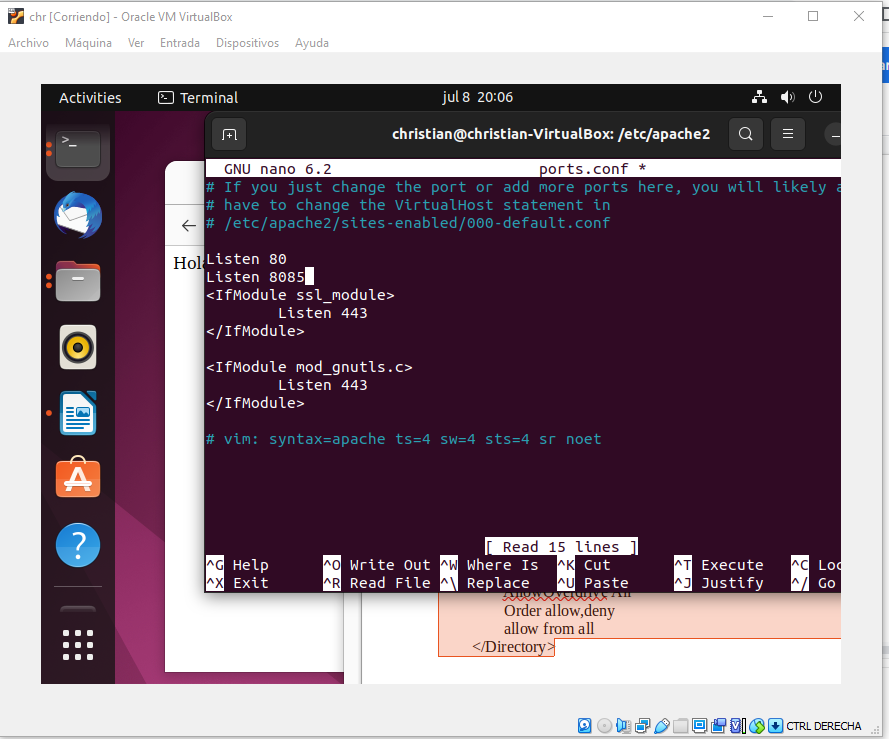 chr [Corriendo] - Oracle VM VirtualBox
Archivo Máquina Ver Entrada Dispositivos Ayuda
Activities Terminal jul 8 20:06
christian@christian-VirtualBox: /etc/apache2
GNU nano 6.2 ports.conf *
# If you just change the port or add more ports here, you will likely a
# have to change the VirtualHost statement in
# /etc/apache2/sites-enabled/000-default.conf
Hola
Listen 80
Listen 8085
<IfModule ssl_module>
Listen 443
</IfModule>
<IfModule mod_gnutls.c>
Listen 443
</IfModule>
# vim: syntax=apache ts=4 sw=4 sts=4 sr noet
[ Read 15 lines ]
^G Help ^O Write Out ^W Where Is ^K Cut ^T Execute ^C Loc
^X Exit ^R Read File ^\ Replace ^U Paste ^J Justify ^/ Go
All
Order allow,deny
allow from all
</Directory>
CTRL DERECHA